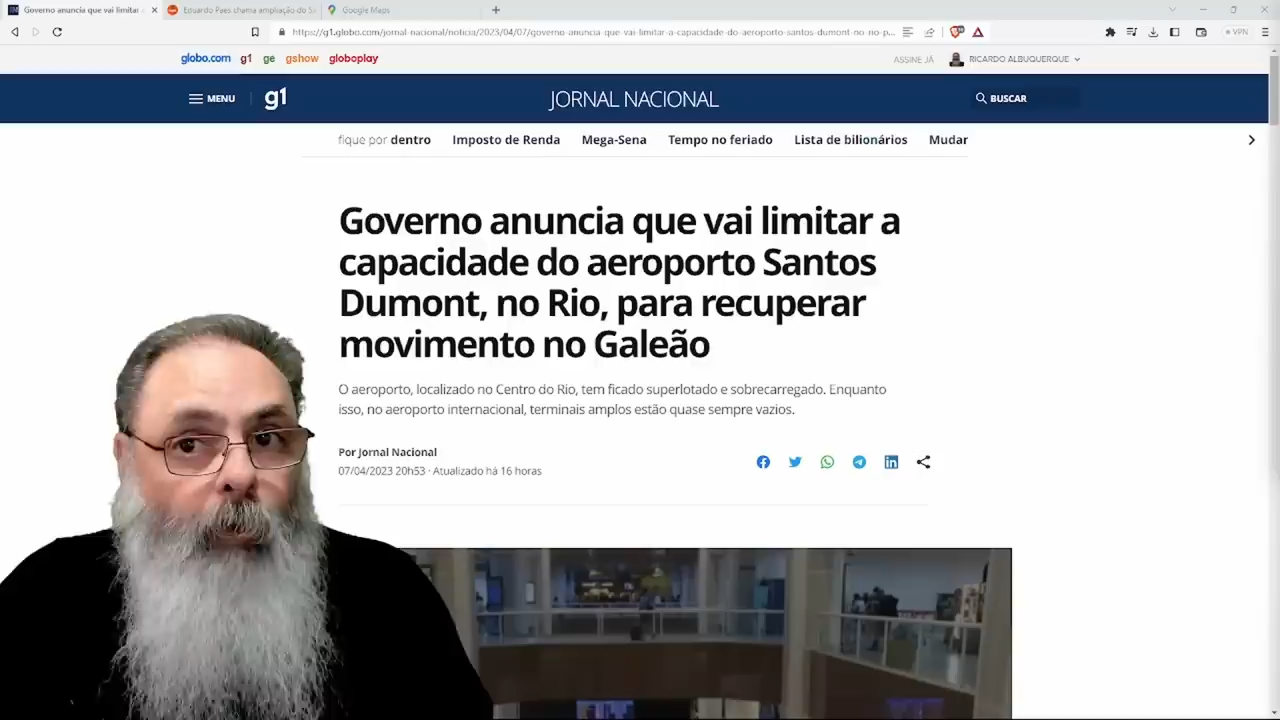 Governo anuncia que vai limitar a
Eduardo Paes chama ampliação do Sa
Google Maps
https://g1.globo.com/jornal-nacional/noticia/2023/04/07/governo-anuncia-que-vai-limitar-a-capacidade-do-aeroporto-santos-dumont-no-rio-p...
VPN
globo.com g1 ge gshow globoplay
ASSINE JÁ
RICARDO ALBUQUERQUE
MENU
g1
JORNAL NACIONAL
BUSCAR
fique por dentro Imposto de Renda Mega-Sena Tempo no feriado Lista de bilionários Mudar
Governo anuncia que vai limitar a
capacidade do aeroporto Santos
Dumont, no Rio, para recuperar
movimento no Galeão
O aeroporto, localizado no Centro do Rio, tem ficado superlotado e sobrecarregado. Enquanto
isso, no aeroporto internacional, terminais amplos estão quase sempre vazios.
Por Jornal Nacional
07/04/2023 20h53 · Atualizado há 16 horas